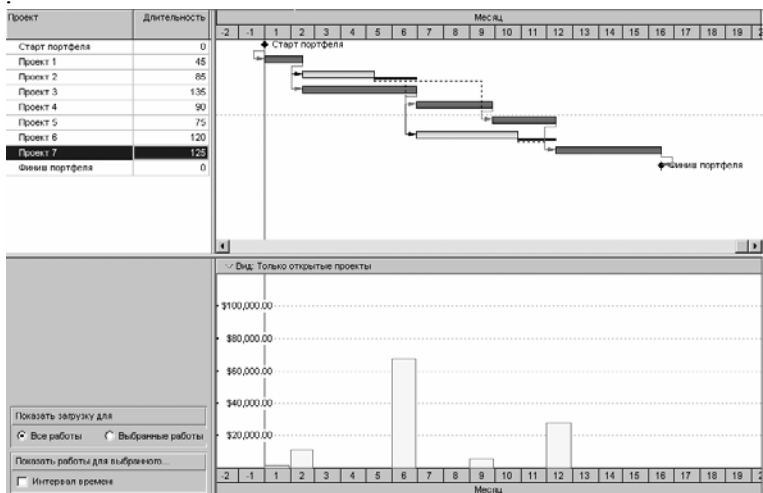 .
Проект Длительность Месяц
-2 -1 1 2 3 4 5 6 7 8 9 10 11 12 13 14 15 16 17 18 19 2
Старт портфеля 0 Старт портфеля
Проект 1 45
Проект 2 85
Проект 3 135
Проект 4 90
Проект 5 75
Проект 6 120
Проект 7 125
Финиш портфеля 0 Финиш портфеля
Вид: Только открытые проекты
$100,000.00
$80,000.00
$60,000.00
$40,000.00
$20,000.00
Показать загрузку для
Все работы Выбранные работы
Показать работы для выбранного...
Интервал времени
-2 -1 1 2 3 4 5 6 7 8 9 10 11 12 13 14 15 16 17 18 19 2
Месяц